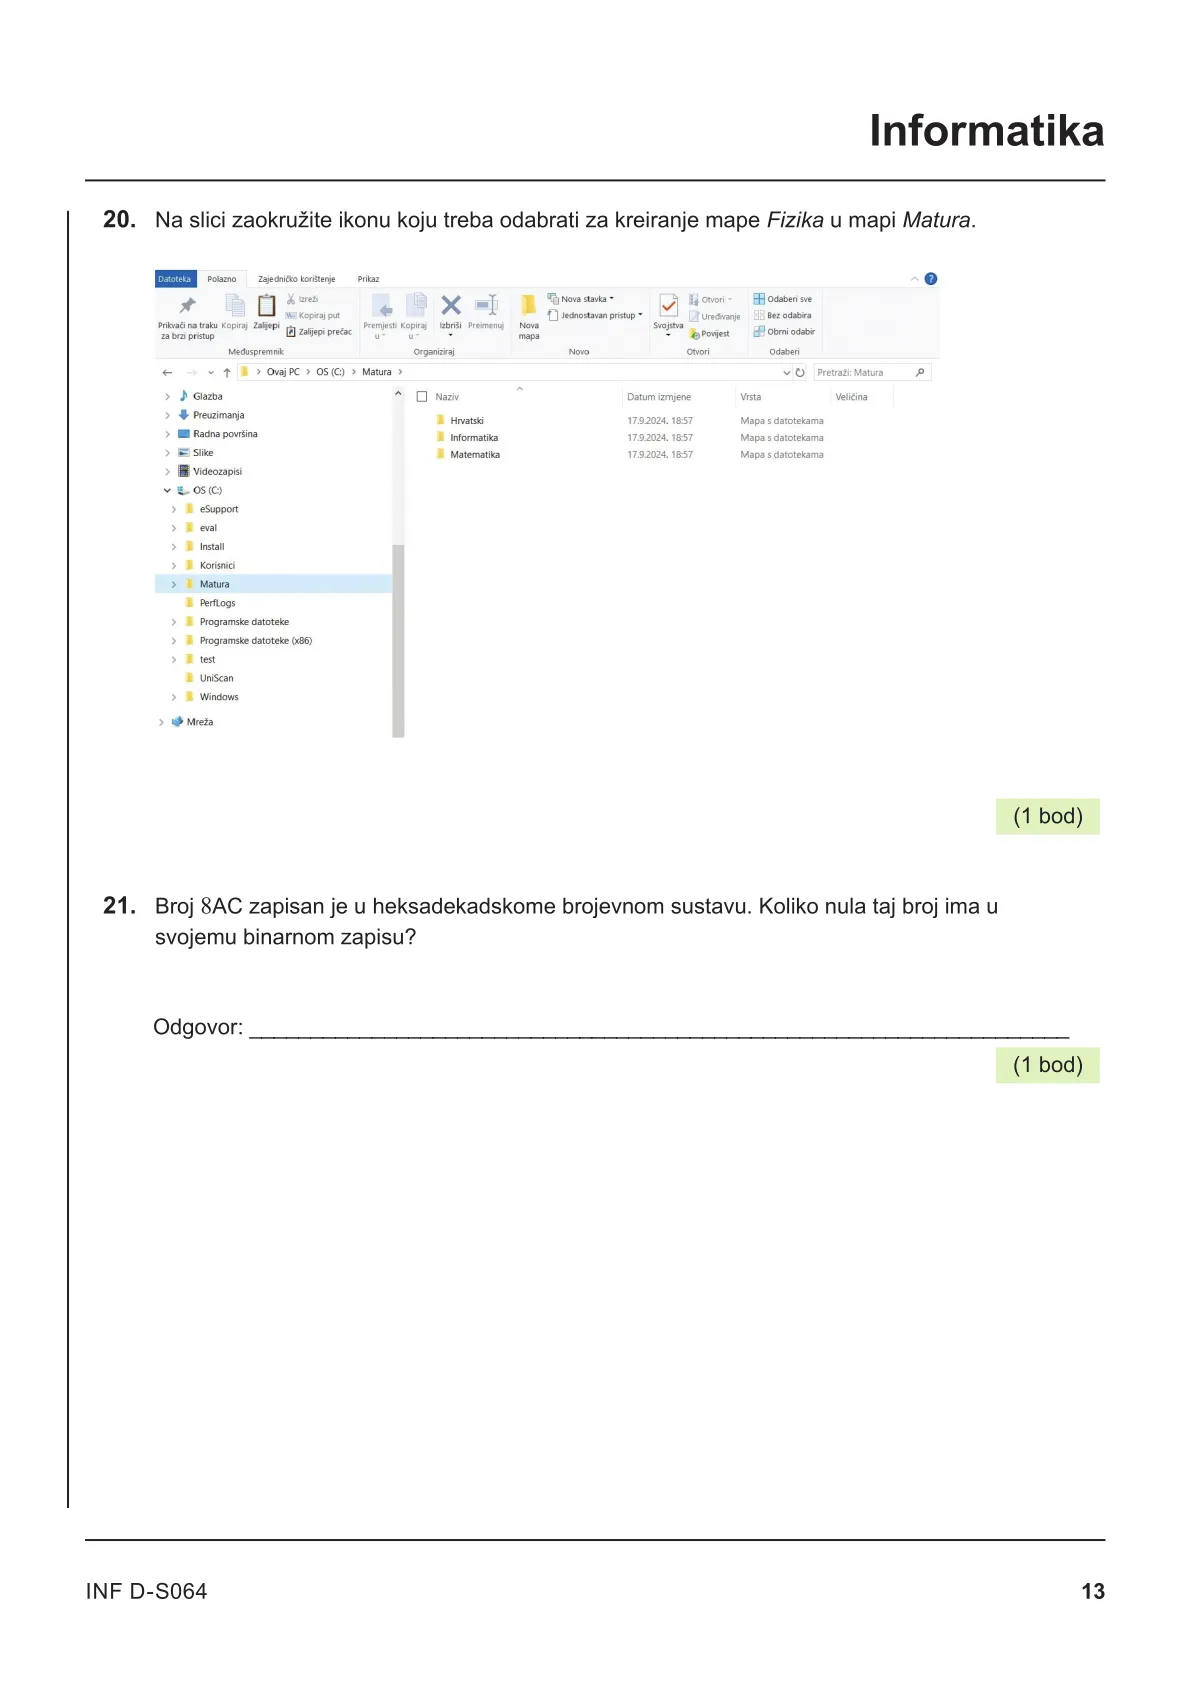 Informatika
20. Na slici zaokružite ikonu koju treba odabrati za kreiranje mape Fizika u mapi Matura.
Datoteka Polazno Zajedničko korištenje Prikaz
Prikvači na traku za brzi pristup
Kopiraj
Zalijepi
Izreži
Kopiraj put
Zalijepi prečac
Međuspremnik
Premjesti u
Kopiraj u
Izbriši
Preimenuj
Organiziraj
Nova mapa
Nova stavka
Jednostavan pristup
Novo
Svojstva
Otvori
Uređivanje
Povijest
Otvori
Odaberi sve
Bez odabira
Obrni odabir
Odaberi
> Ovaj PC > OS (C:) > Matura >
Pretraži: Matura
Glazba
Preuzimanja
Radna površina
Slike
Videozapisi
OS (C:)
eSupport
eval
Install
Korisnici
Matura
PerfLogs
Programske datoteke
Programske datoteke (x86)
test
UniScan
Windows
Mreža
Naziv Datum izmjene Vrsta Veličina
Hrvatski 17.9.2024. 18:57 Mapa s datotekama
Informatika 17.9.2024. 18:57 Mapa s datotekama
Matematika 17.9.2024. 18:57 Mapa s datotekama
(1 bod)
21. Broj 8AC zapisan je u heksadekadskome brojevnom sustavu. Koliko nula taj broj ima u
svojemu binarnom zapisu?
Odgovor: ____________________
(1 bod)
INF D-S064
13